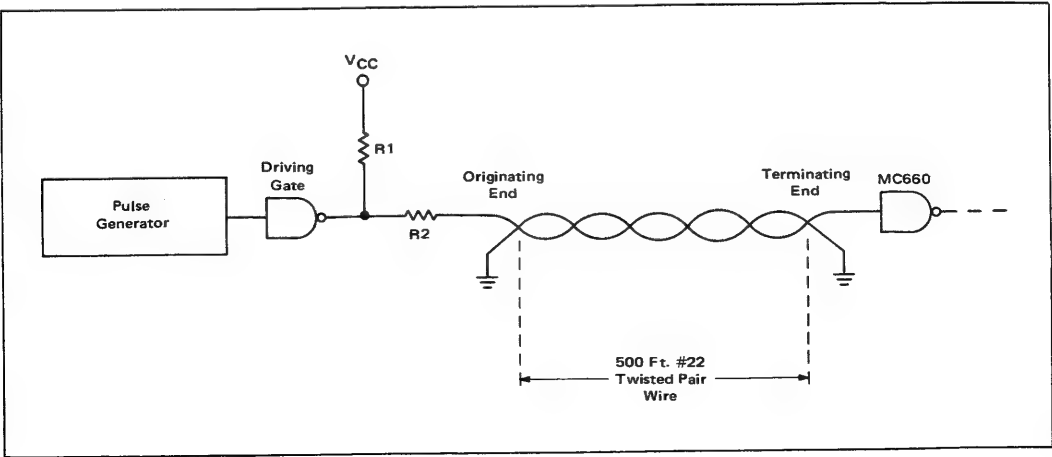 VCC
R1
Driving
Gate
Originating
End
Terminating
End
MC660
Pulse
Generator
R2
500 Ft. #22
Twisted Pair
Wire